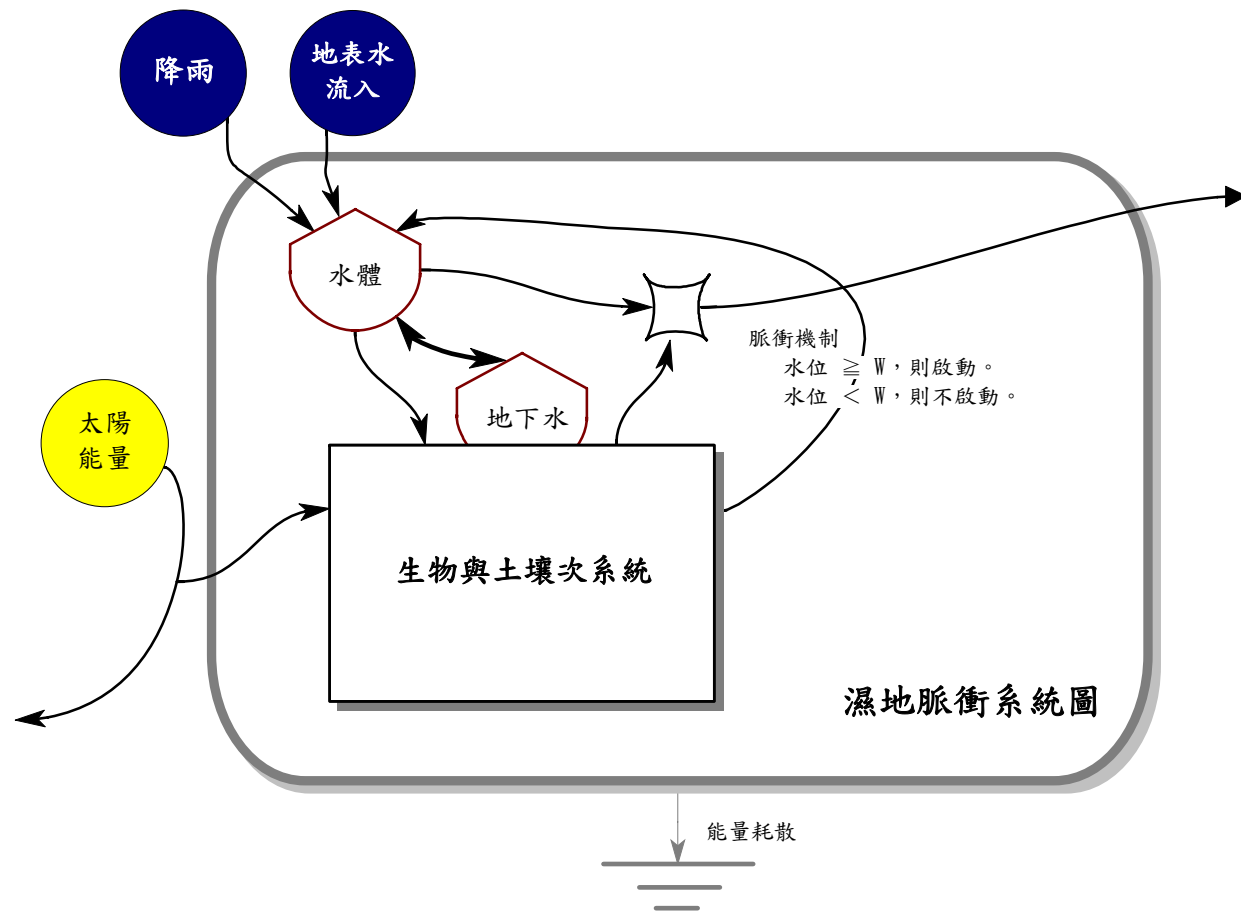 降雨
地表水
流入
水體
脈衝機制
水位 ≧ W,則啟動。
水位 < W,則不啟動。
地下水
太陽
能量
生物與土壤次系統
濕地脈衝系統圖
能量耗散